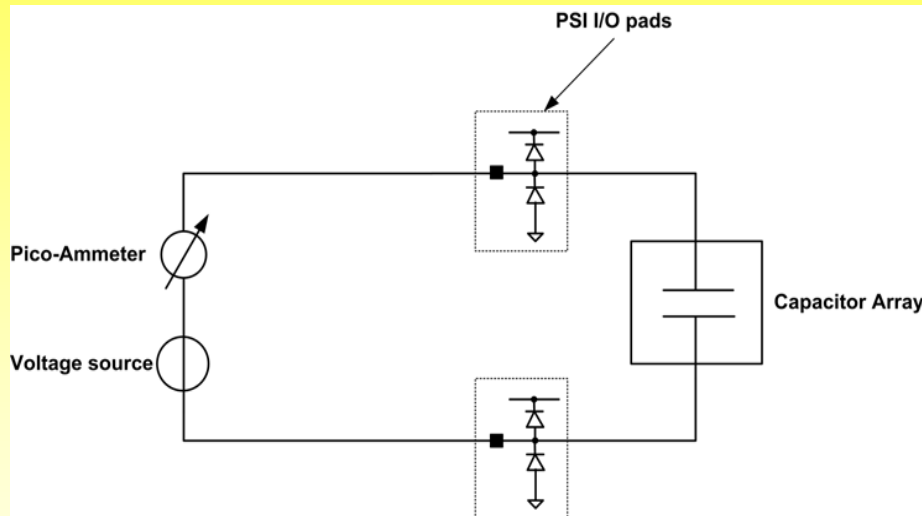 PSI I/O pads
Pico-Ammeter
Capacitor Array
Voltage source